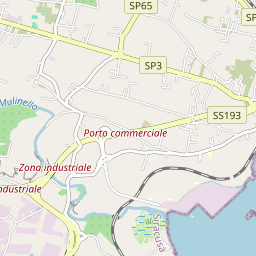 SP65
SP3
Mulinello
SS193
Porto commerciale
Zona industriale
industriale
Siracusa